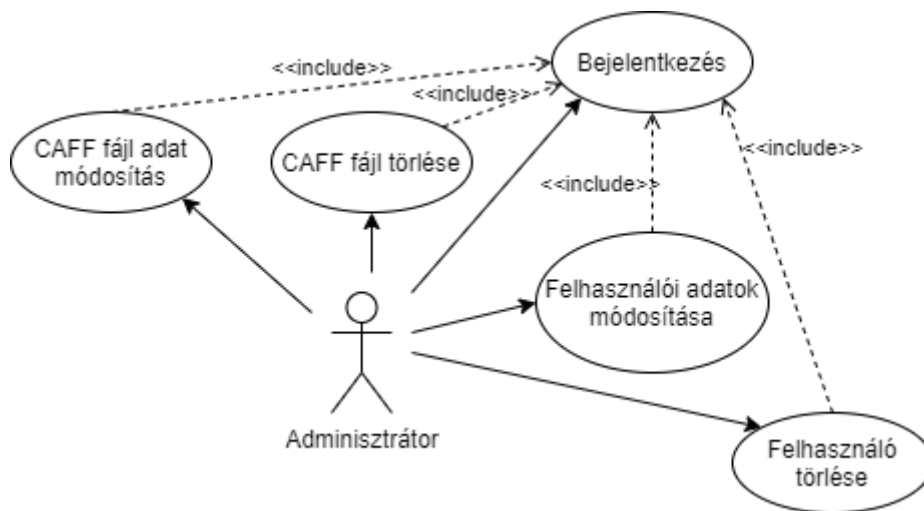 Bejelentkezés
<<include>>
<<include>>
CAFF fájl adat
módosítás
CAFF fájl törlése
<<include>>
<<include>>
Felhasználói adatok
módosítása
Adminisztrátor
Felhasználó
törlése